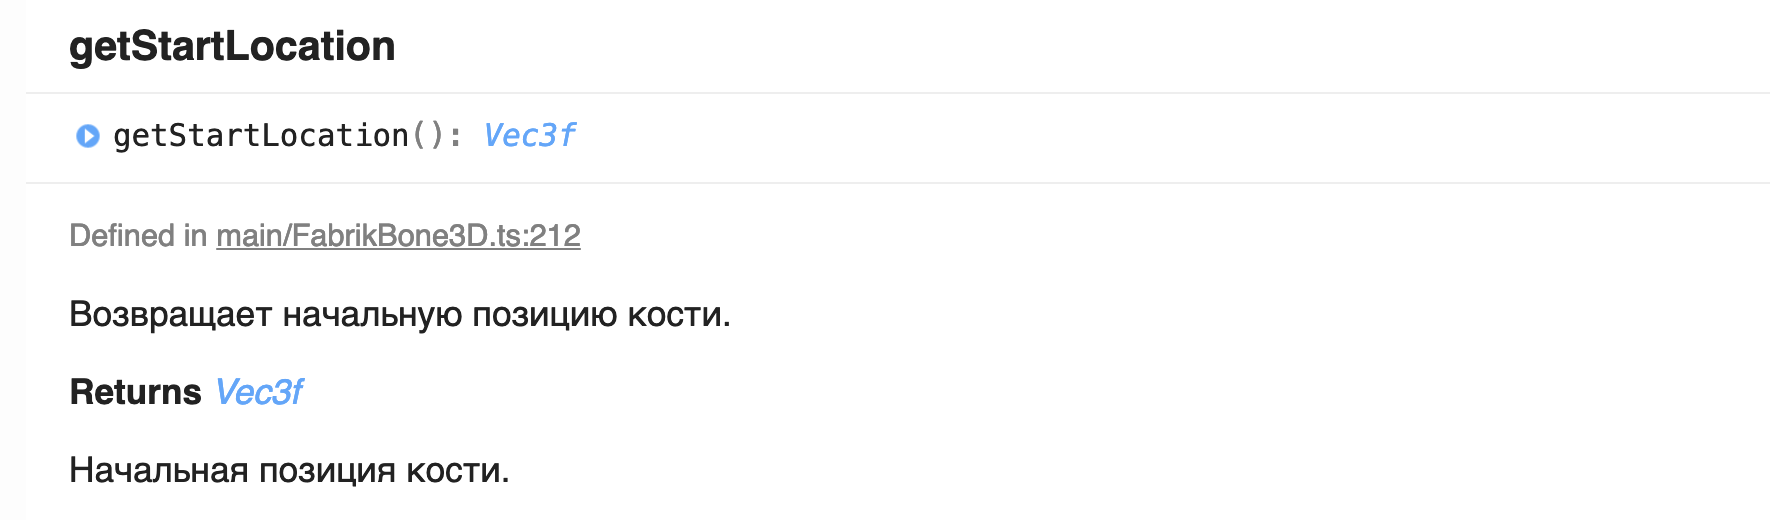 getStartLocation
getStartLocation(): Vec3f
Defined in main/FabrikBone3D.ts:212
Возвращает начальную позицию кости.
Returns Vec3f
Начальная позиция кости.